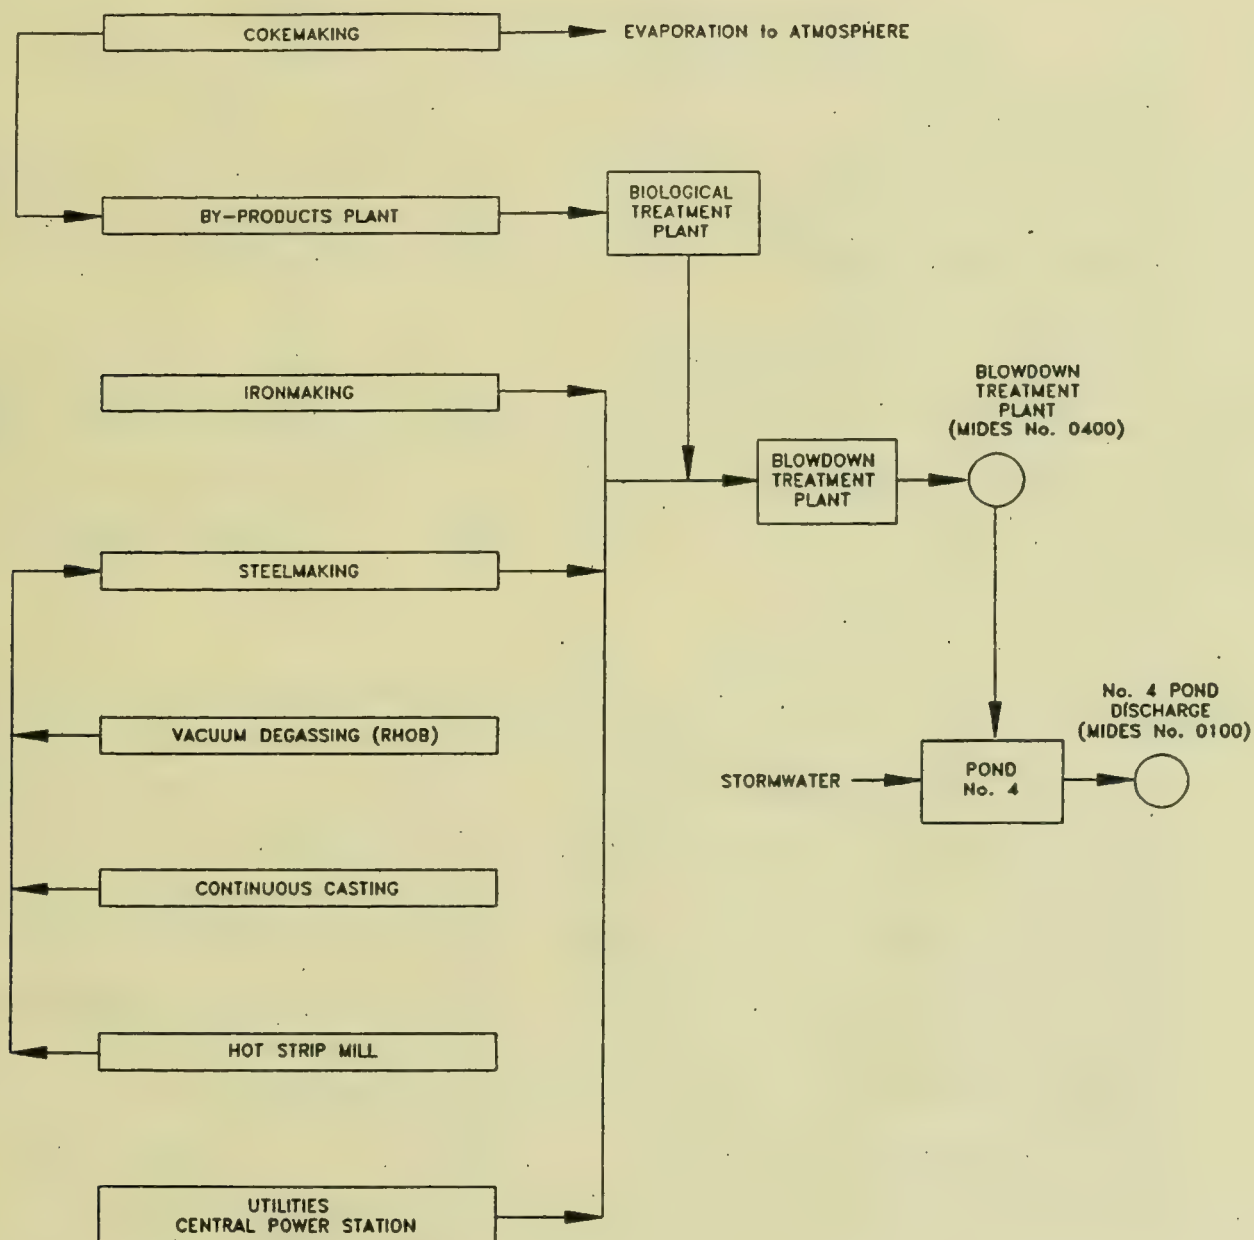 COKEMAKING
EVAPORATION to ATMOSPHERE
BY-PRODUCTS PLANT
BIOLOGICAL
TREATMENT
PLANT
IRONMAKING
BLOWDOWN
TREATMENT
PLANT
(MIDES No. 0400)
BLOWDOWN
TREATMENT
PLANT
STEELMAKING
VACUUM DEGASSING (RHOB)
No. 4 POND
DISCHARGE
(MIDES No. 0100)
STORMWATER
POND
No. 4
CONTINUOUS CASTING
HOT STRIP MILL
UTILITIES
CENTRAL POWER STATION